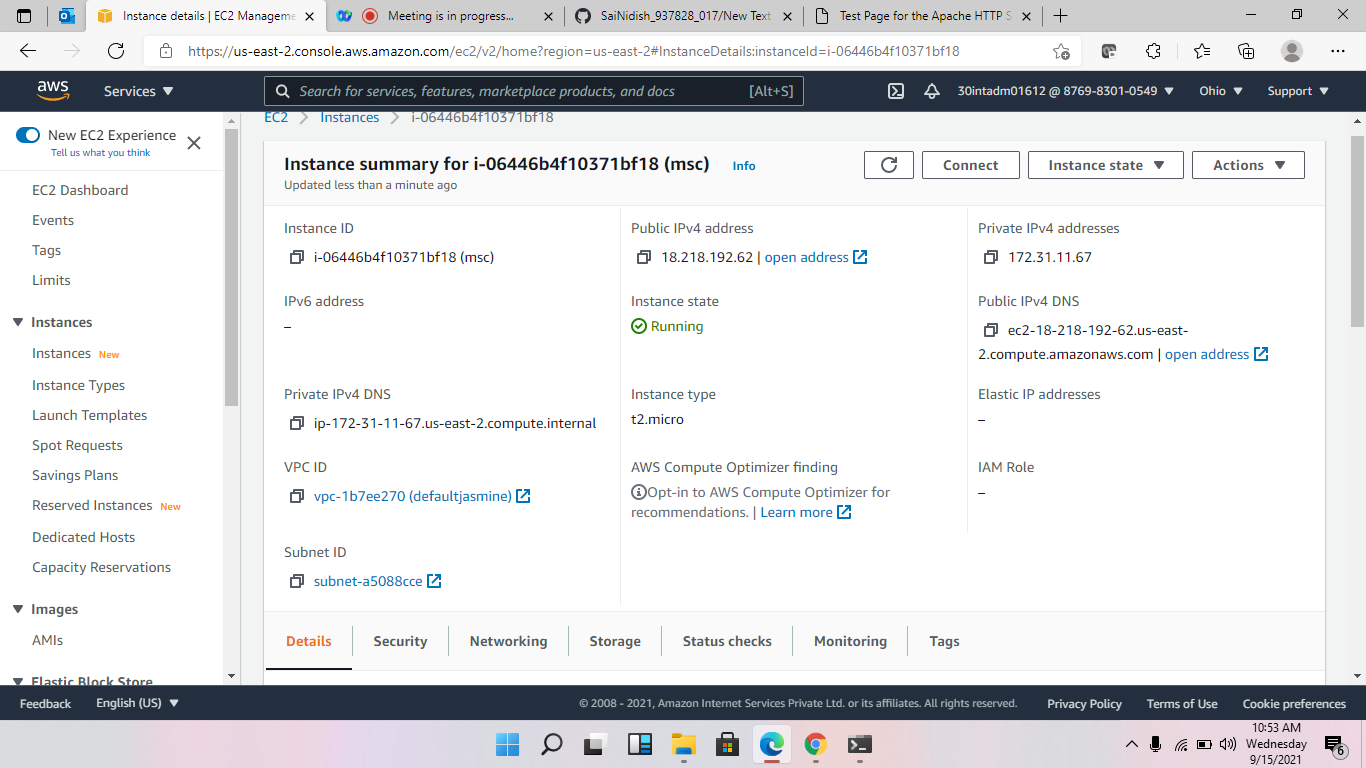 Instance details | EC2 Manageme
Meeting is in progress...
SaiNidish_937828_017/New Text
Test Page for the Apache HTTP S
https://us-east-2.console.aws.amazon.com/ec2/v2/home?region=us-east-2#InstanceDetails:instanceId=i-06446b4f10371bf18
aws
Services
Search for services, features, marketplace products, and docs
[Alt+S]
30intadm01612 @ 8769-8301-0549
Ohio
Support
New EC2 Experience
Tell us what you think
EC2 Dashboard
Events
Tags
Limits
Instances
Instances New
Instance Types
Launch Templates
Spot Requests
Savings Plans
Reserved Instances New
Dedicated Hosts
Capacity Reservations
Images
AMIs
Elastic Block Store
EC2 > Instances > i-06446b4f10371bf18
Instance summary for i-06446b4f10371bf18 (msc) Info
Updated less than a minute ago
Connect
Instance state
Actions
Instance ID
i-06446b4f10371bf18 (msc)
Public IPv4 address
18.218.192.62 | open address
Private IPv4 addresses
172.31.11.67
IPv6 address
–
Instance state
Running
Public IPv4 DNS
ec2-18-218-192-62.us-east-
2.compute.amazonaws.com | open address
Private IPv4 DNS
ip-172-31-11-67.us-east-2.compute.internal
Instance type
t2.micro
Elastic IP addresses
–
VPC ID
vpc-1b7ee270 (defaultjasmine)
AWS Compute Optimizer finding
Opt-in to AWS Compute Optimizer for
recommendations. | Learn more
IAM Role
–
Subnet ID
subnet-a5088cce
Details
Security
Networking
Storage
Status checks
Monitoring
Tags
Feedback
English (US)
© 2008 - 2021, Amazon Internet Services Private Ltd. or its affiliates. All rights reserved.
Privacy Policy
Terms of Use
Cookie preferences
10:53 AM
Wednesday
9/15/2021
6